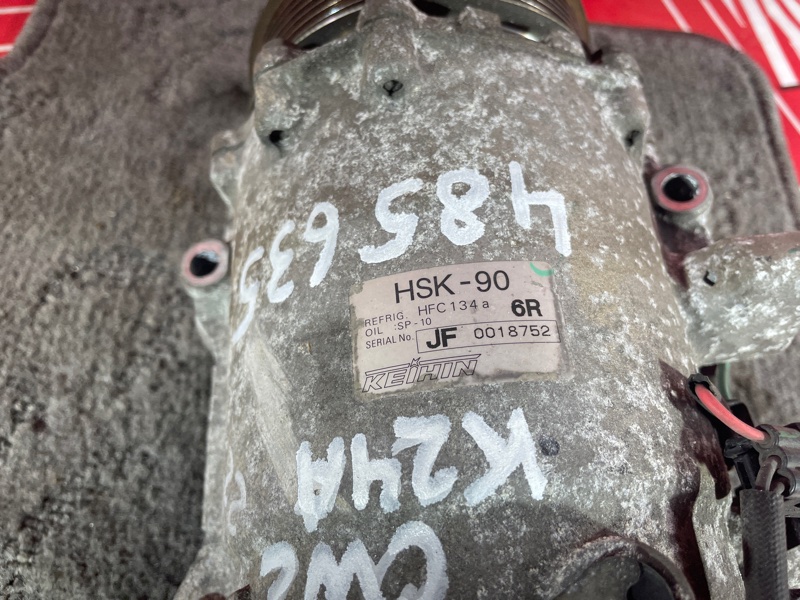 485635
HSK-90
REFRIG. HFC134a 6R
OIL :SP-10
SERIAL No. JF 0018752
KEIHIN
K24A
CW2